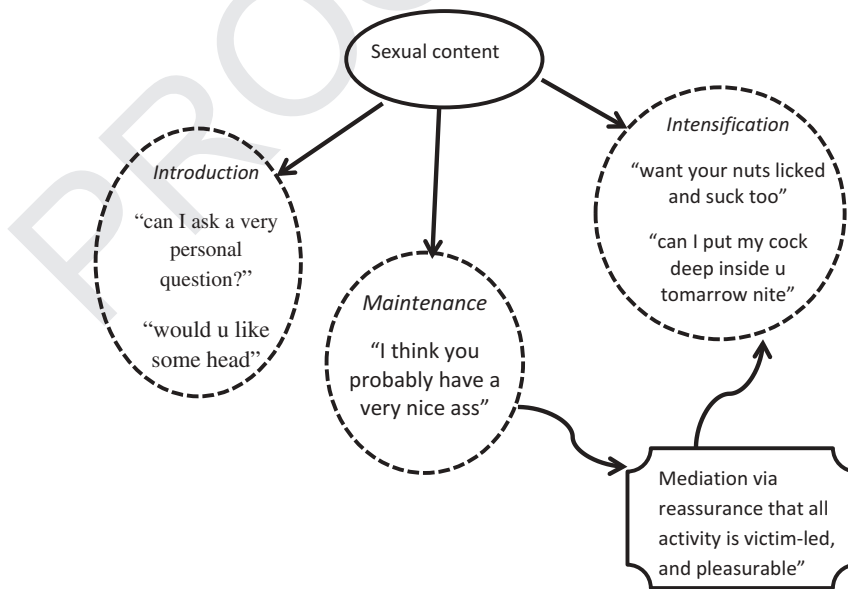 Sexual content
Introduction
“can I ask a very
personal
question?”
“would u like
some head”
Maintenance
“I think you
probably have a
very nice ass”
Intensification
“want your nuts licked
and suck too”
“can I put my cock
deep inside u
tomarrow nite”
Mediation via
reassurance that all
activity is victim-led,
and pleasurable”